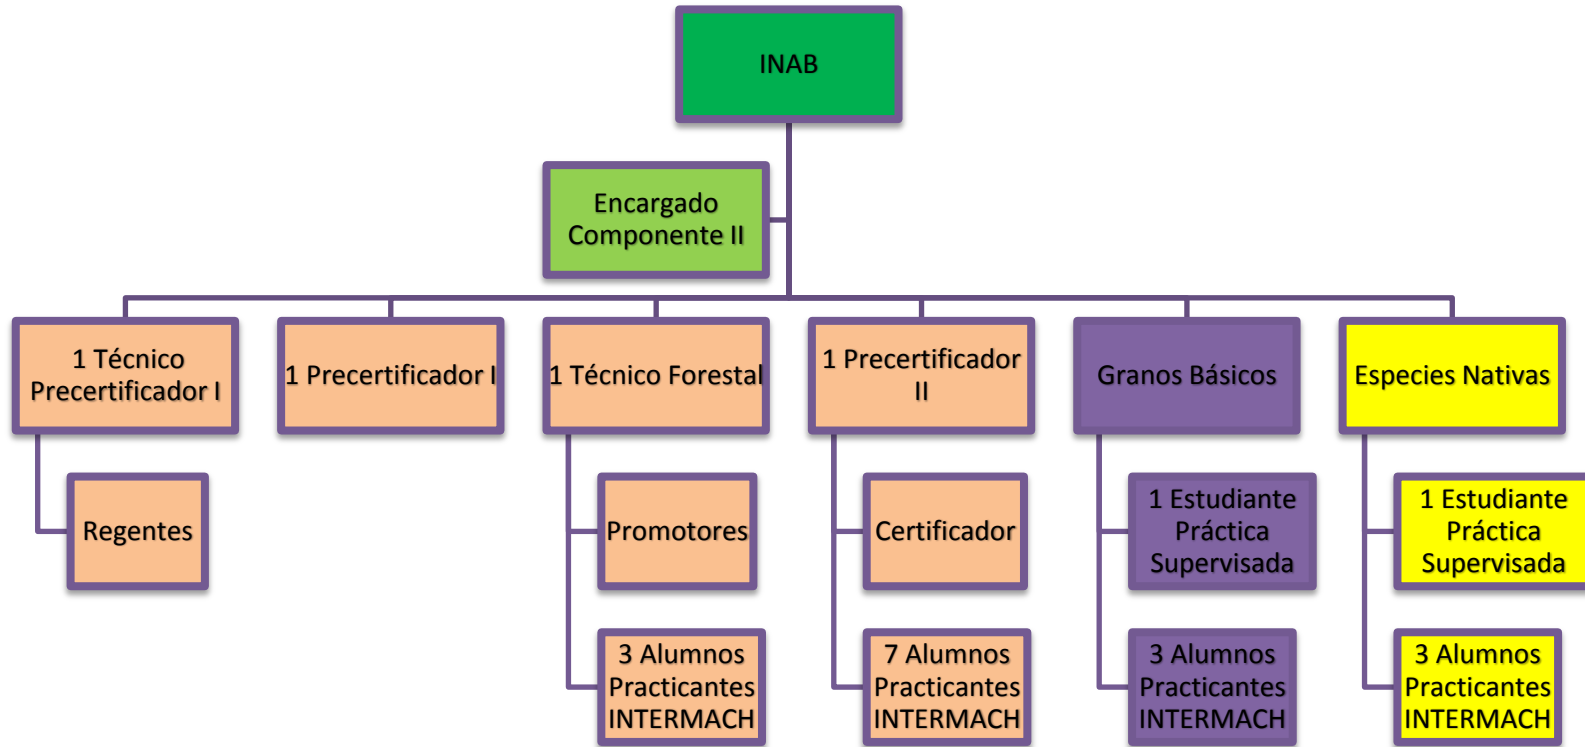 INAB
Encargado
Componente II
1 Técnico
Precertificador I
1 Precertificador I
1 Técnico Forestal
1 Precertificador
II
Granos Básicos
Especies Nativas
Regentes
Promotores
Certificador
1 Estudiante
Práctica
Supervisada
1 Estudiante
Práctica
Supervisada
3 Alumnos
Practicantes
INTERMACH
7 Alumnos
Practicantes
INTERMACH
3 Alumnos
Practicantes
INTERMACH
3 Alumnos
Practicantes
INTERMACH